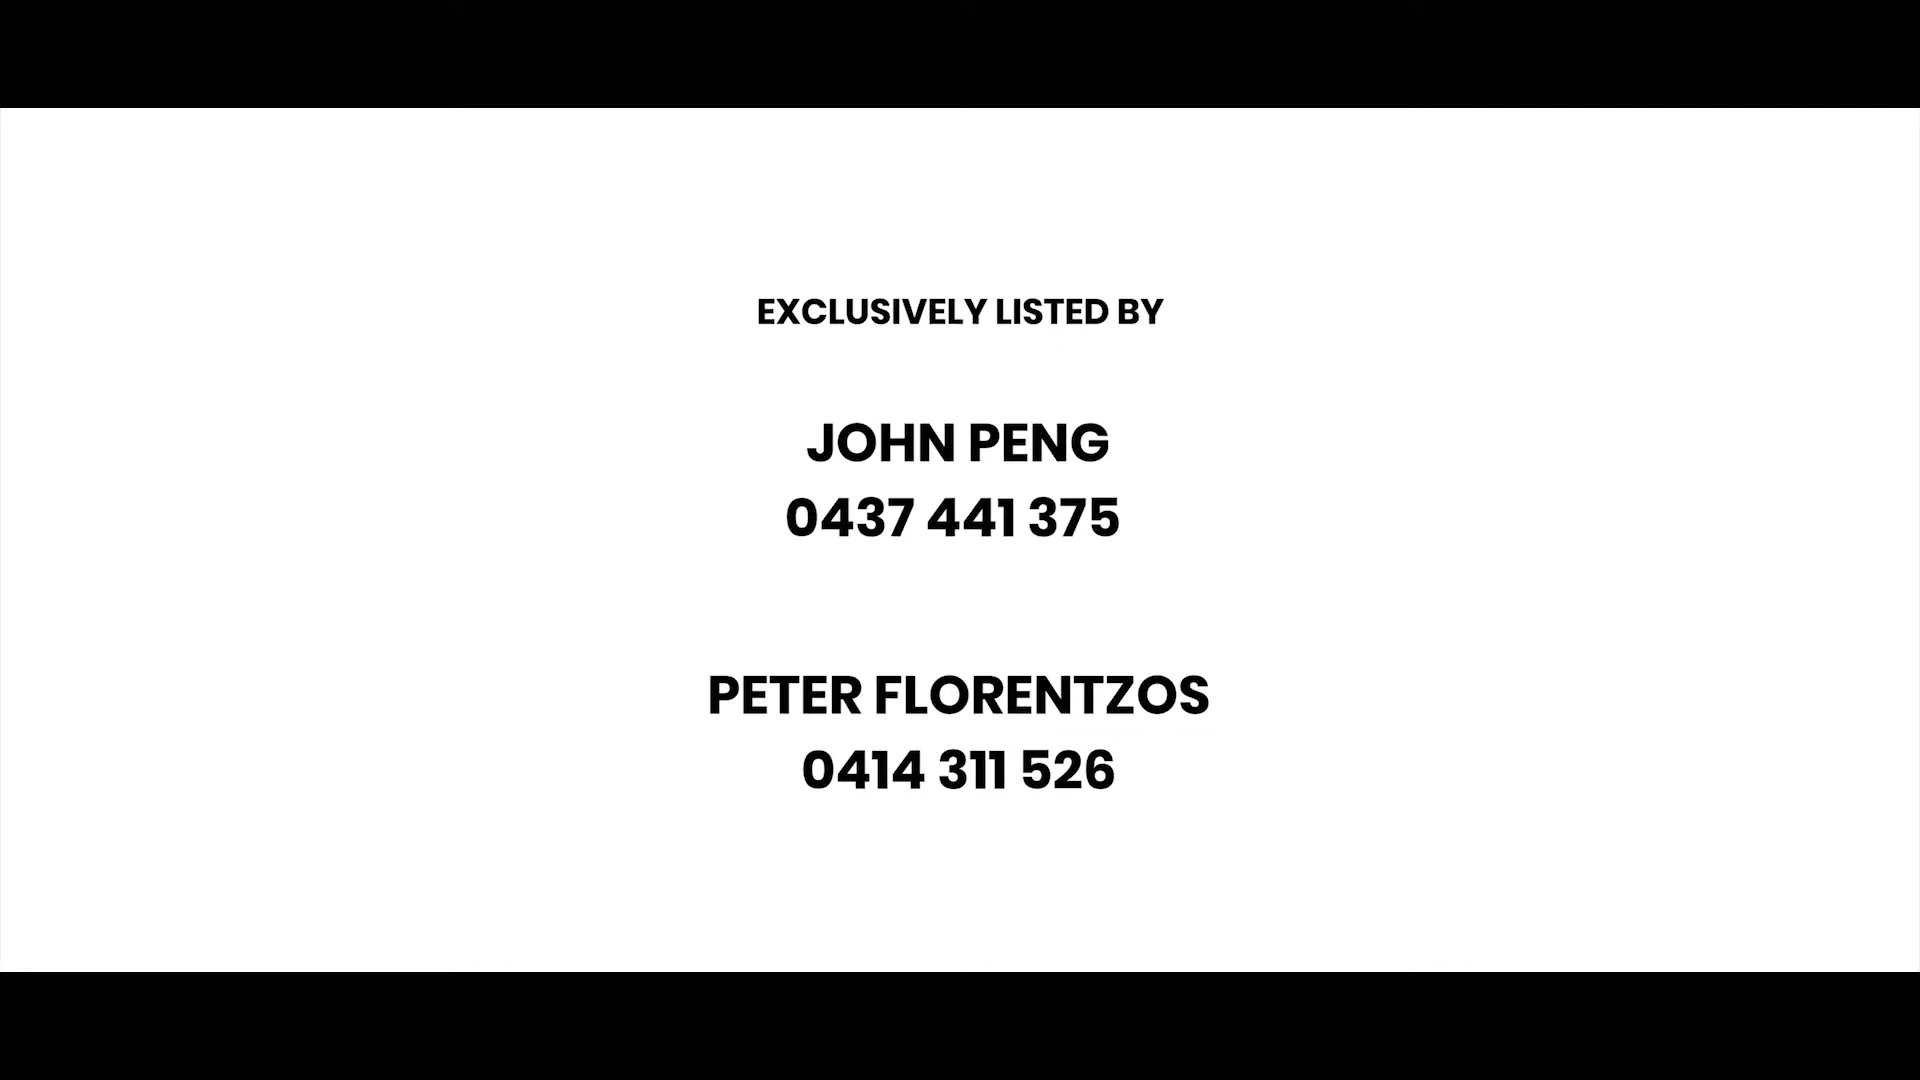 EXCLUSIVELY LISTED BY
JOHN PENG
0437 441 375
PETER FLORENTZOS
0414 311 526